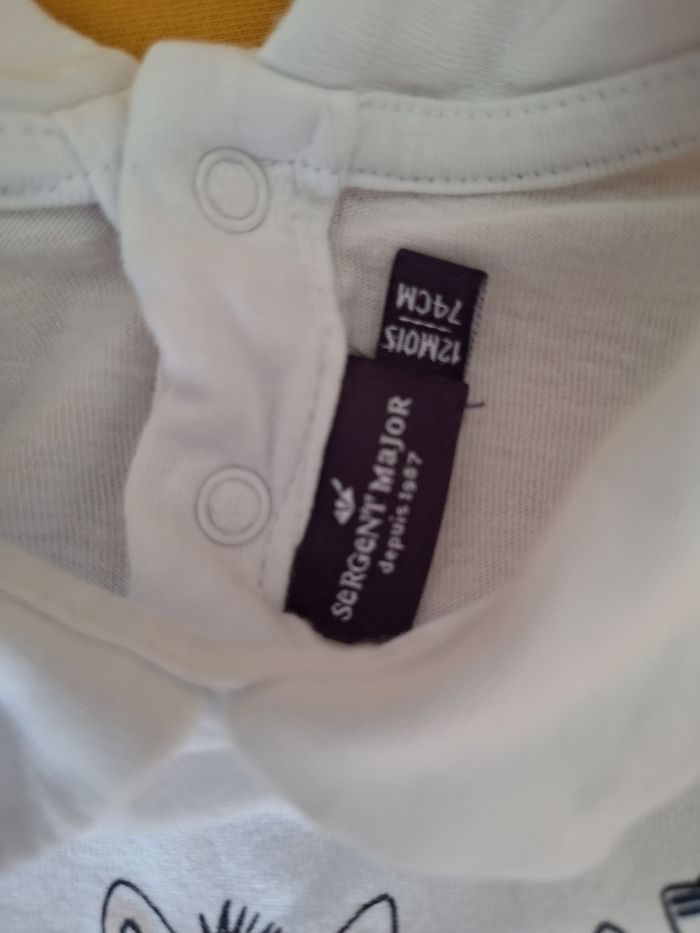 12MOIS
74CM
SeRGeNT MaJoR
depuis 1987